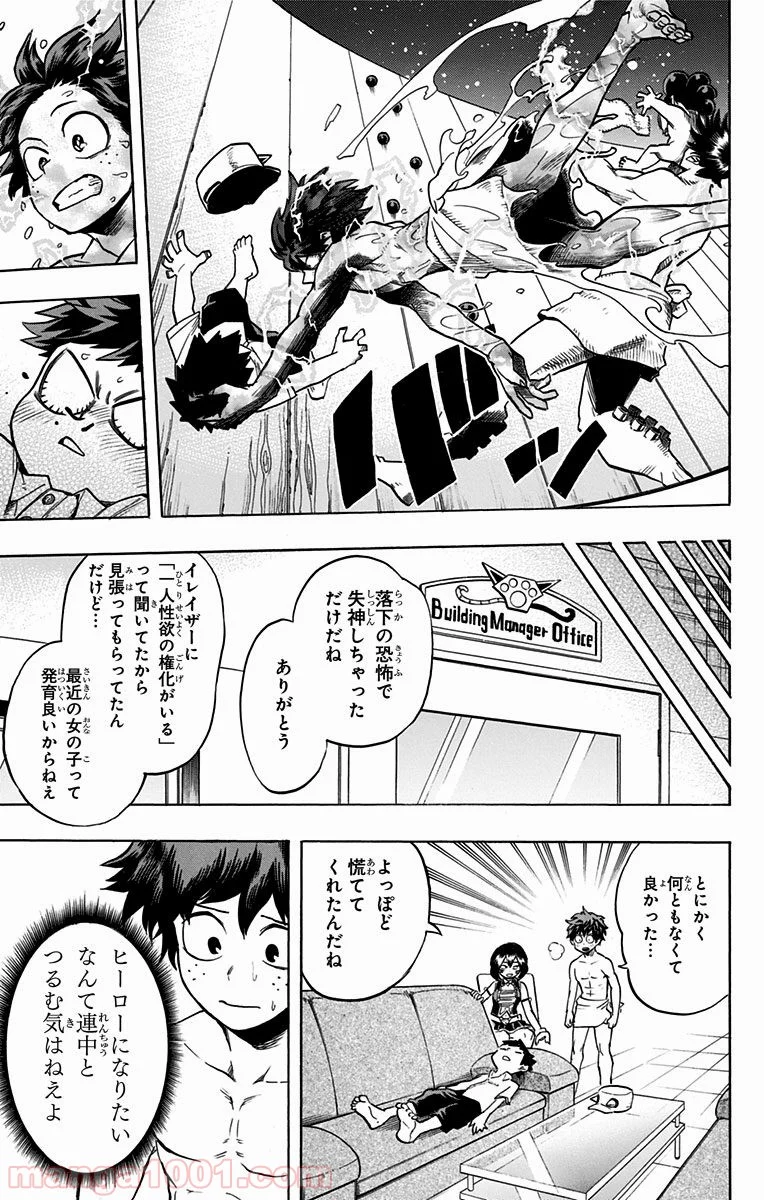 バッ
Building Manager Office
落下の恐怖で
失神しちゃった
だけだね
ありがとう
イレイザーに
「一人性欲の権化がいる」
って聞いてたから
見張ってもらってたん
だけど…
最近の女の子って
発育良いからねえ
とにかく
何ともなくて
良かった…
よっぽど
慌てて
くれたんだね
ヒーローになりたい
なんて連中と
つるむ気はねえよ
manga1001.com